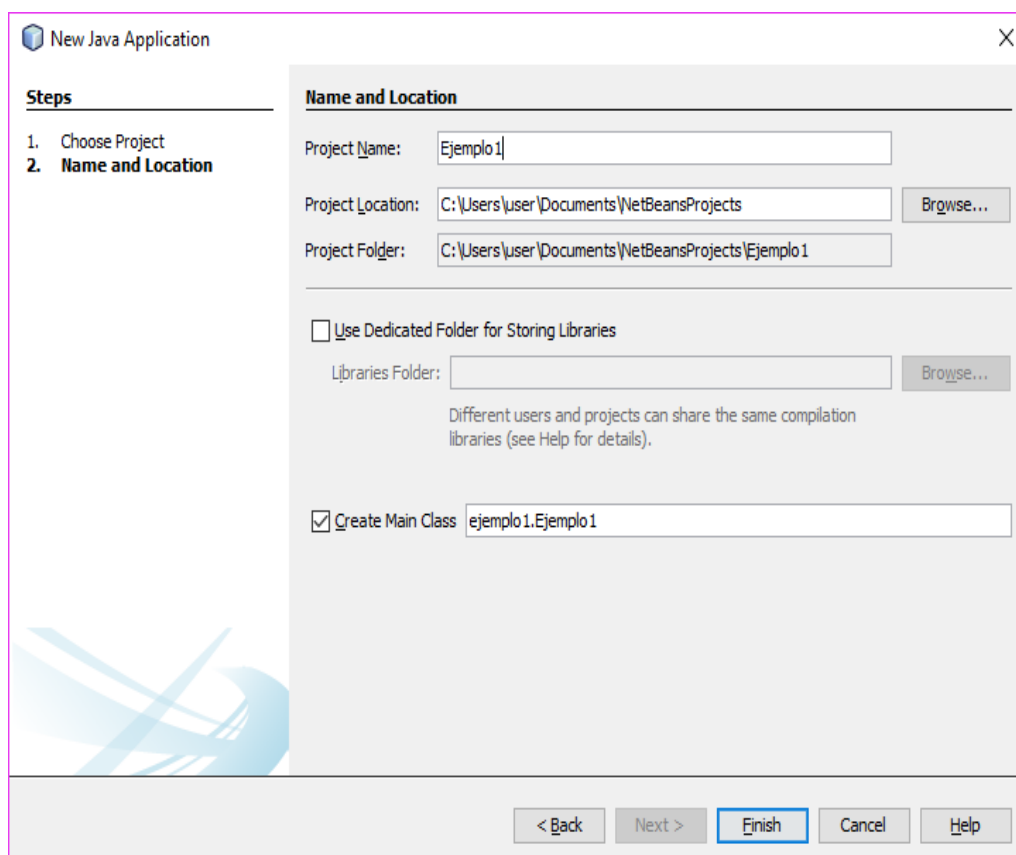 New Java Application
Steps
1. Choose Project
2. Name and Location
Name and Location
Project Name: Ejemplo1
Project Location: C:\Users\user\Documents\NetBeansProjects Browse...
Project Folder: C:\Users\user\Documents\NetBeansProjects\Ejemplo1
Use Dedicated Folder for Storing Libraries
Libraries Folder: Browse...
Different users and projects can share the same compilation
libraries (see Help for details).
Create Main Class ejemplo1.Ejemplo1
< Back Next > Finish Cancel Help